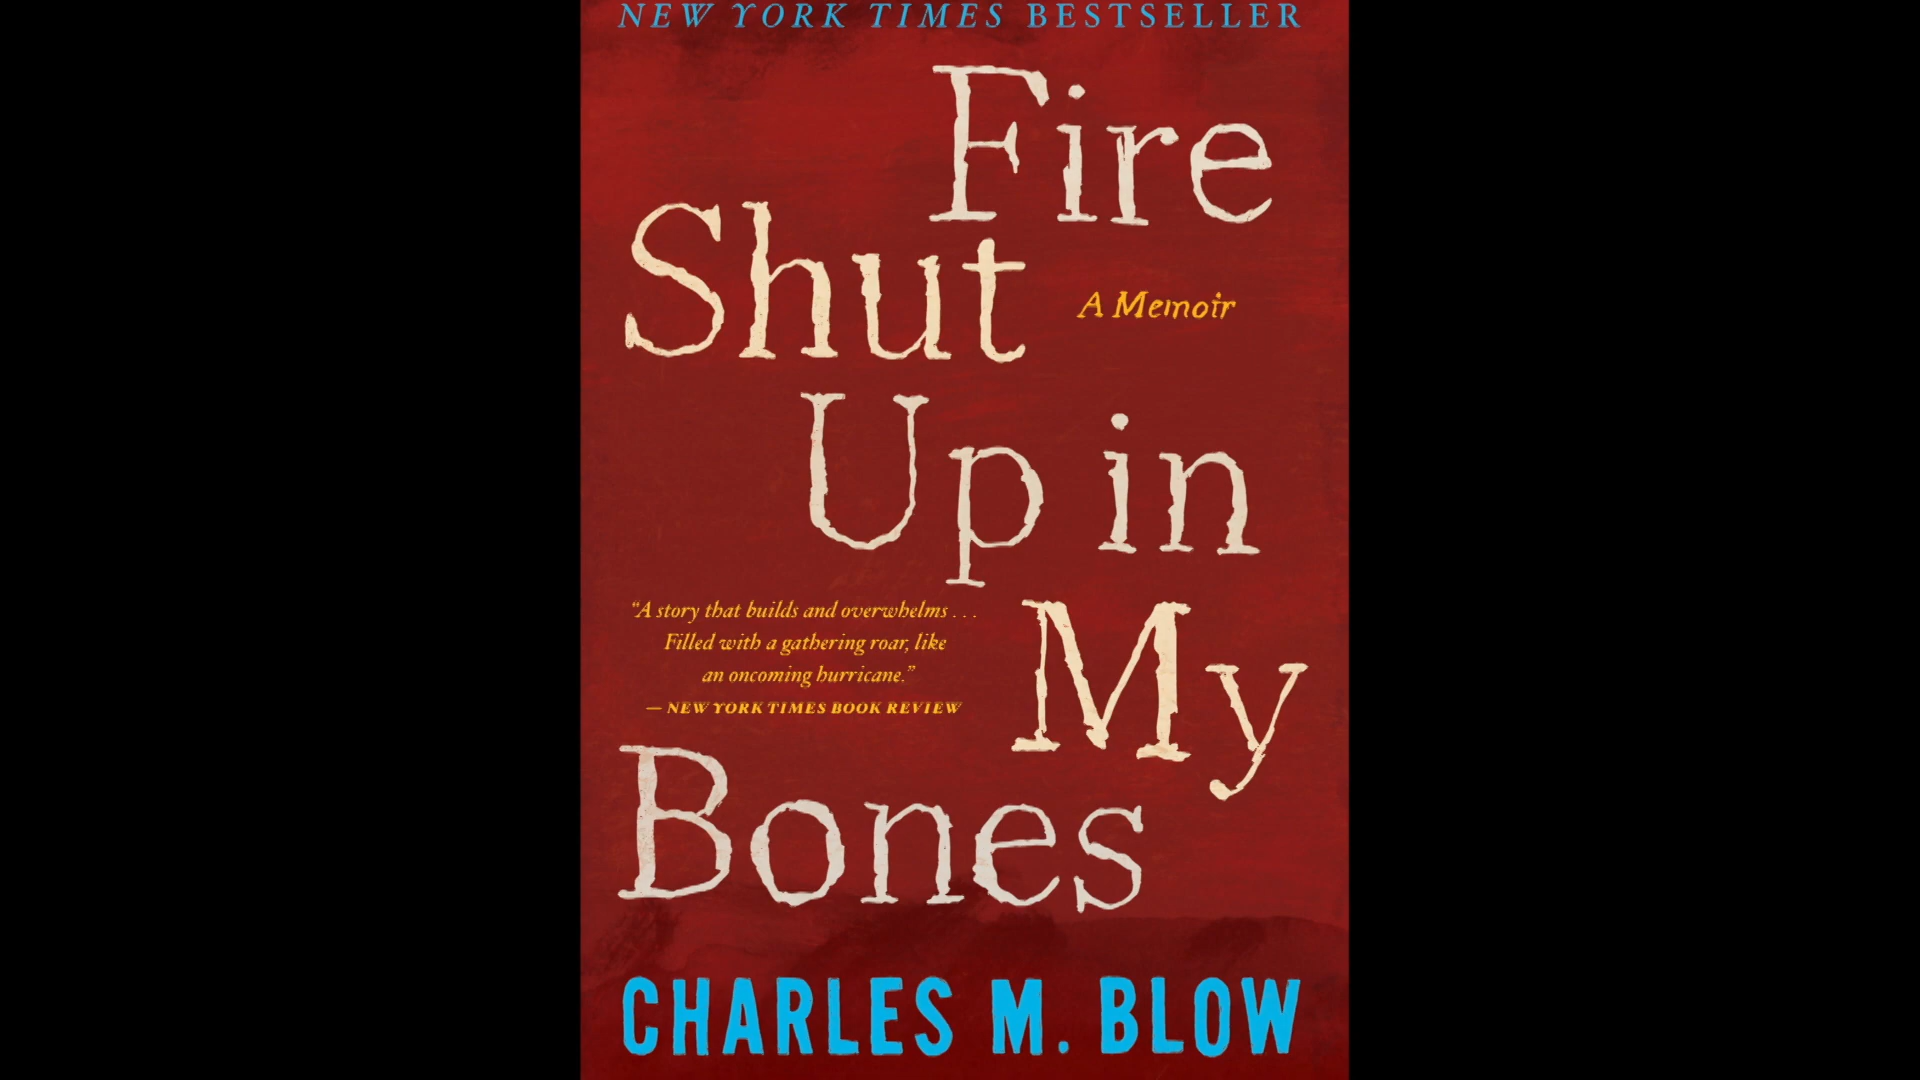 NEW YORK TIMES BESTSELLER
Fire
Shut
A Memoir
Up in
“A story that builds and overwhelms . . .
Filled with a gathering roar, like
an oncoming hurricane.”
— NEW YORK TIMES BOOK REVIEW
My
Bones
CHARLES M. BLOW